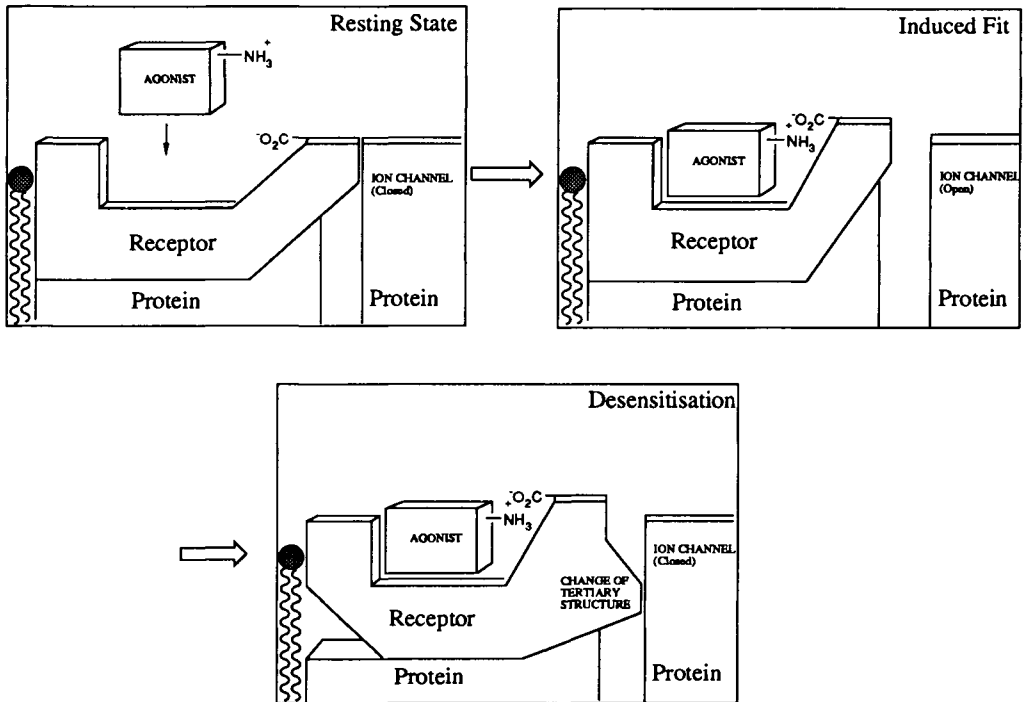 Resting State
AGONIST
NH3+
-O2C
ION CHANNEL
(Closed)
Receptor
Protein
Protein
Induced Fit
-O2C
+
NH3
AGONIST
ION CHANNEL
(Open)
Receptor
Protein
Protein
Desensitisation
-O2C
+
NH3
AGONIST
ION CHANNEL
(Closed)
CHANGE OF
TERTIARY
STRUCTURE
Receptor
Protein
Protein